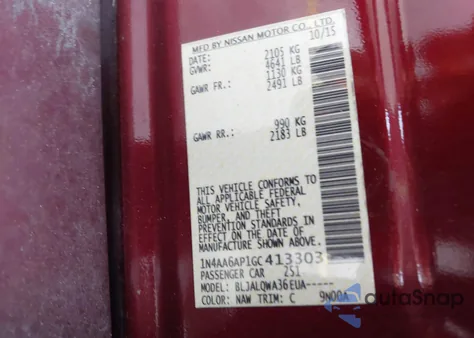 MFD BY NISSAN MOTOR CO., LTD.
DATE: 10/15
GVWR: 2105 KG
4641 LB
GAWR FR.: 1130 KG
2491 LB
GAWR RR.: 990 KG
2183 LB
THIS VEHICLE CONFORMS TO
ALL APPLICABLE FEDERAL
MOTOR VEHICLE SAFETY,
BUMPER, AND THEFT
PREVENTION STANDARDS IN
EFFECT ON THE DATE OF
MANUFACTURE SHOWN ABOVE.
1N4AA6AP1GC413303
PASSENGER CAR 2S1
MODEL: BLJALQWA36EUA-----
COLOR: NAW TRIM: C 9N00A
autoSnap